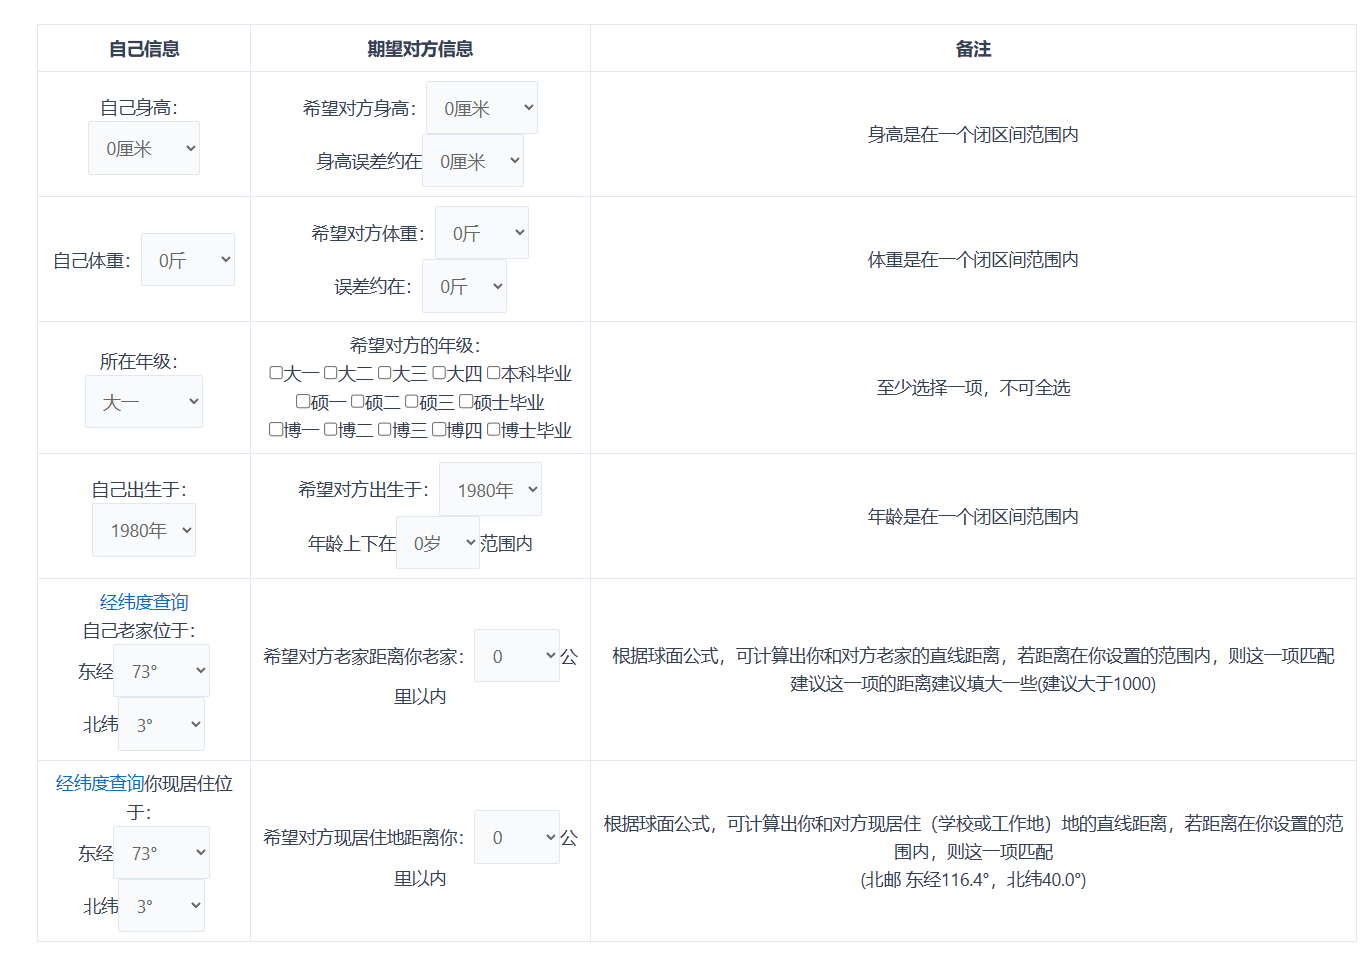 自己信息
期望对方信息
备注
自己身高：
0厘米
希望对方身高： 0厘米
身高误差约在 0厘米
身高是在一个闭区间范围内
自己体重： 0斤
希望对方体重： 0斤
误差约在： 0斤
体重是在一个闭区间范围内
所在年级：
大一
希望对方的年级：
大一 大二 大三 大四 本科毕业
硕一 硕二 硕三 硕士毕业
博一 博二 博三 博四 博士毕业
至少选择一项，不可全选
自己出生于：
1980年
希望对方出生于： 1980年
年龄上下在 0岁 范围内
年龄是在一个闭区间范围内
经纬度查询
自己老家位于：
东经 73°
北纬 3°
希望对方老家距离你老家： 0 公
里以内
根据球面公式，可计算出你和对方老家的直线距离，若距离在你设置的范围内，则这一项匹配
建议这一项的距离建议填大一些(建议大于1000)
经纬度查询你现居住位
于：
东经 73°
北纬 3°
希望对方现居住地距离你： 0 公
里以内
根据球面公式，可计算出你和对方现居住（学校或工作地）地的直线距离，若距离在你设置的范
围内，则这一项匹配
(北邮 东经116.4°，北纬40.0°)